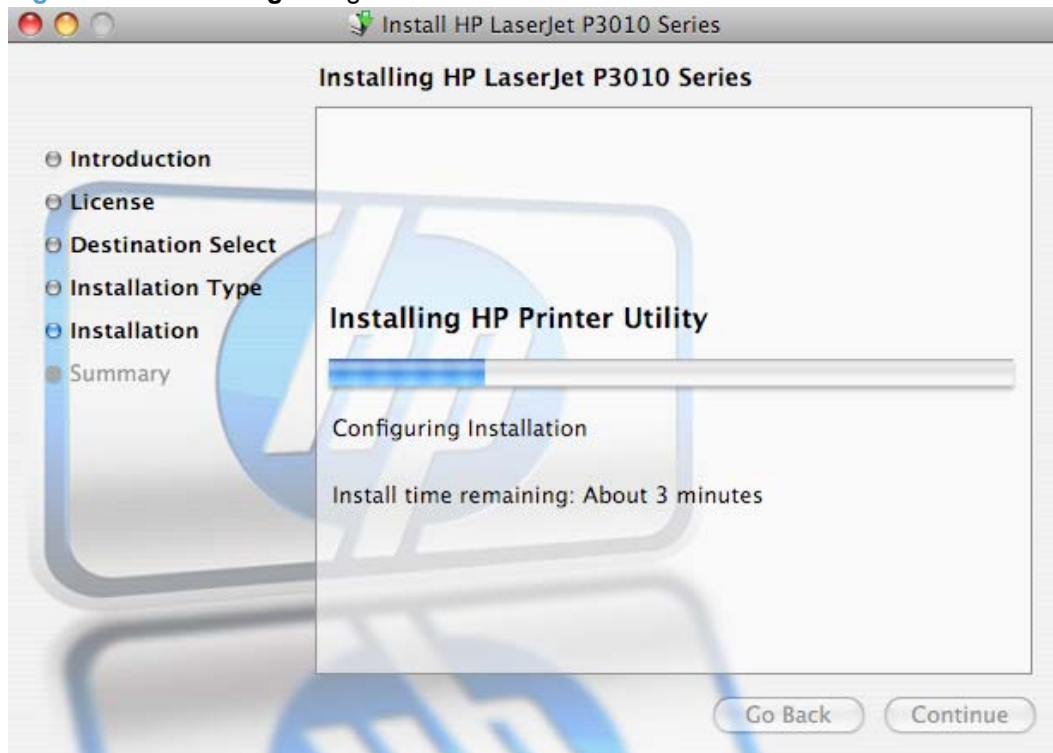 Install HP LaserJet P3010 Series
Installing HP LaserJet P3010 Series
Introduction
License
Destination Select
Installation Type
Installation
Summary
Installing HP Printer Utility
Configuring Installation
Install time remaining: About 3 minutes
Go Back
Continue